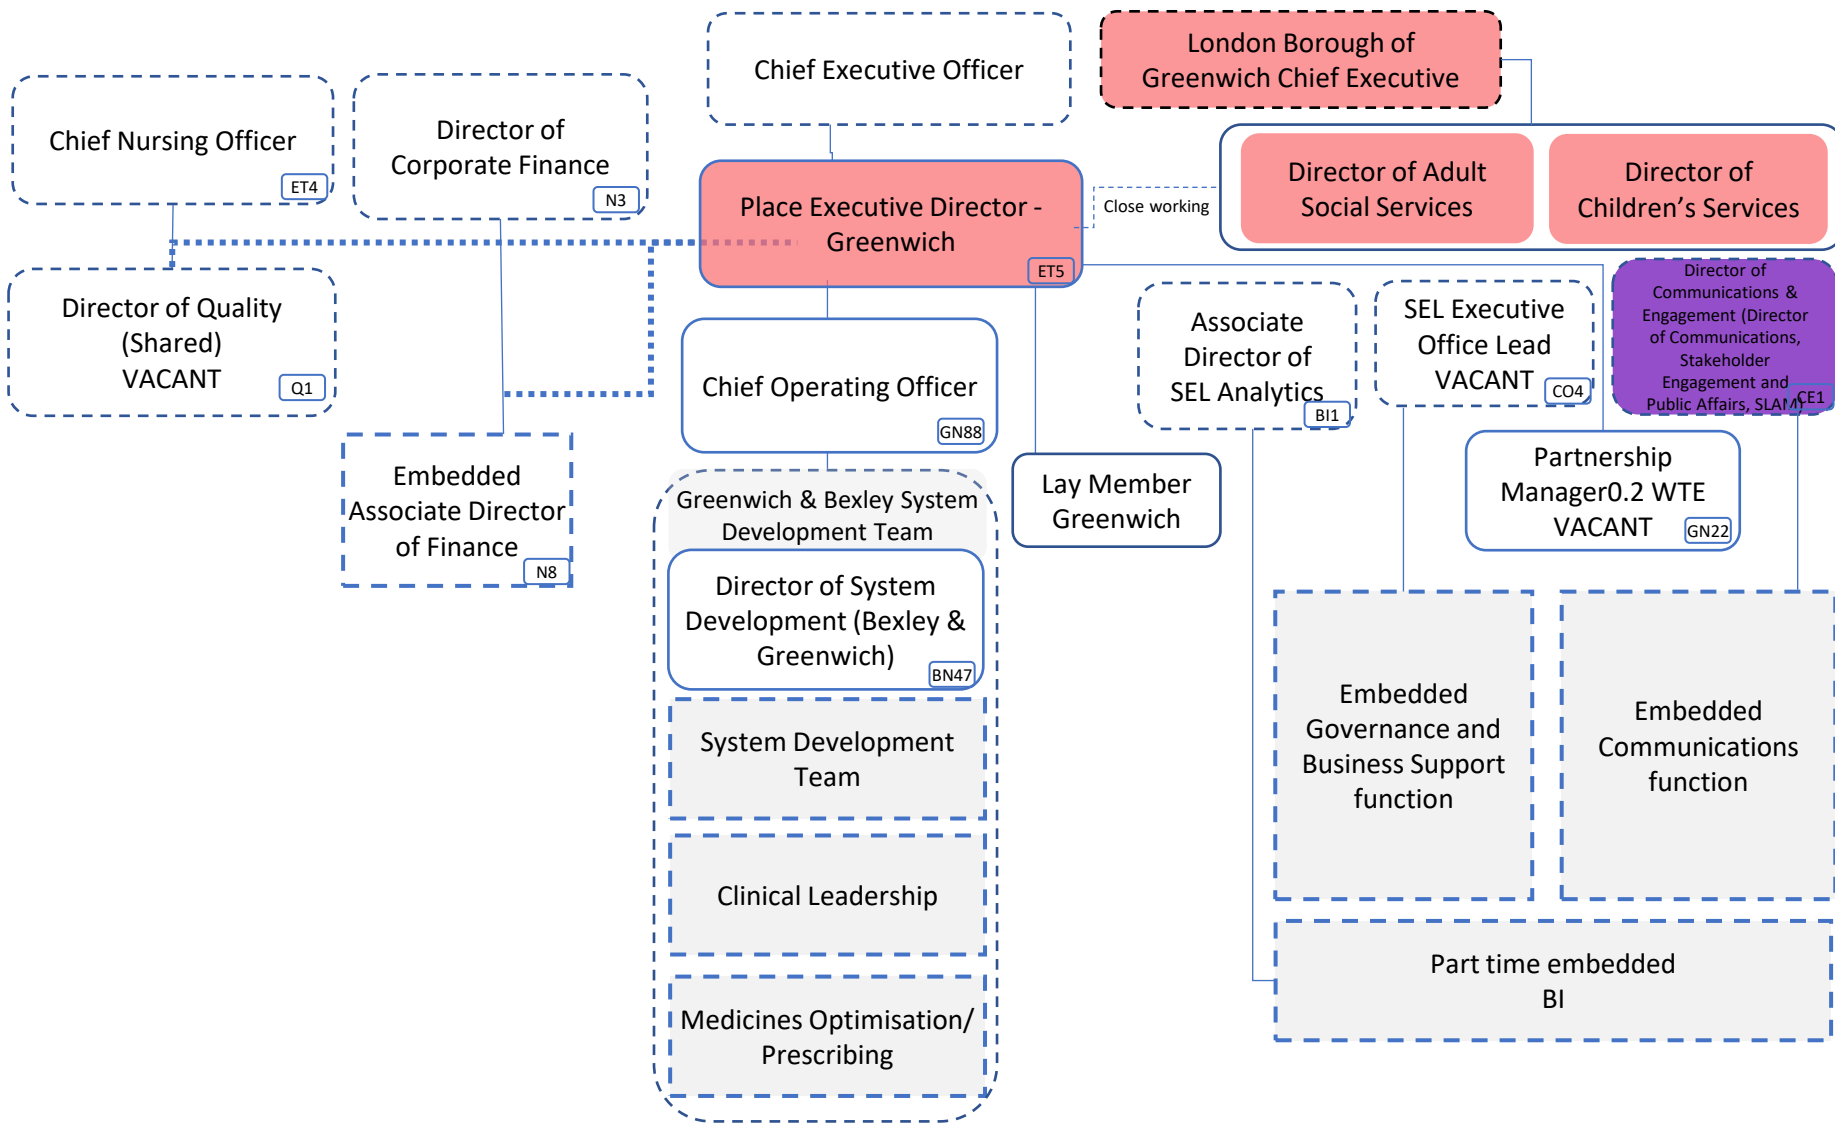 Chief Executive Officer
London Borough of
Greenwich Chief Executive
Chief Nursing Officer
ET4
Director of
Corporate Finance
N3
Place Executive Director -
Greenwich
ET5
Close working
Director of Adult
Social Services
Director of
Children’s Services
Director of Quality
(Shared)
VACANT
Q1
Chief Operating Officer
GN88
Associate
Director of
SEL Analytics
BI1
SEL Executive
Office Lead
VACANT
CO4
Director of
Communications &
Engagement (Director
of Communications,
Stakeholder
Engagement and
Public Affairs, SLAM)
CE1
Embedded
Associate Director
of Finance
N8
Greenwich & Bexley System
Development Team
Lay Member
Greenwich
Partnership
Manager0.2 WTE
VACANT
GN22
Director of System
Development (Bexley &
Greenwich)
BN47
System Development
Team
Clinical Leadership
Medicines Optimisation/
Prescribing
Embedded
Governance and
Business Support
function
Embedded
Communications
function
Part time embedded
BI